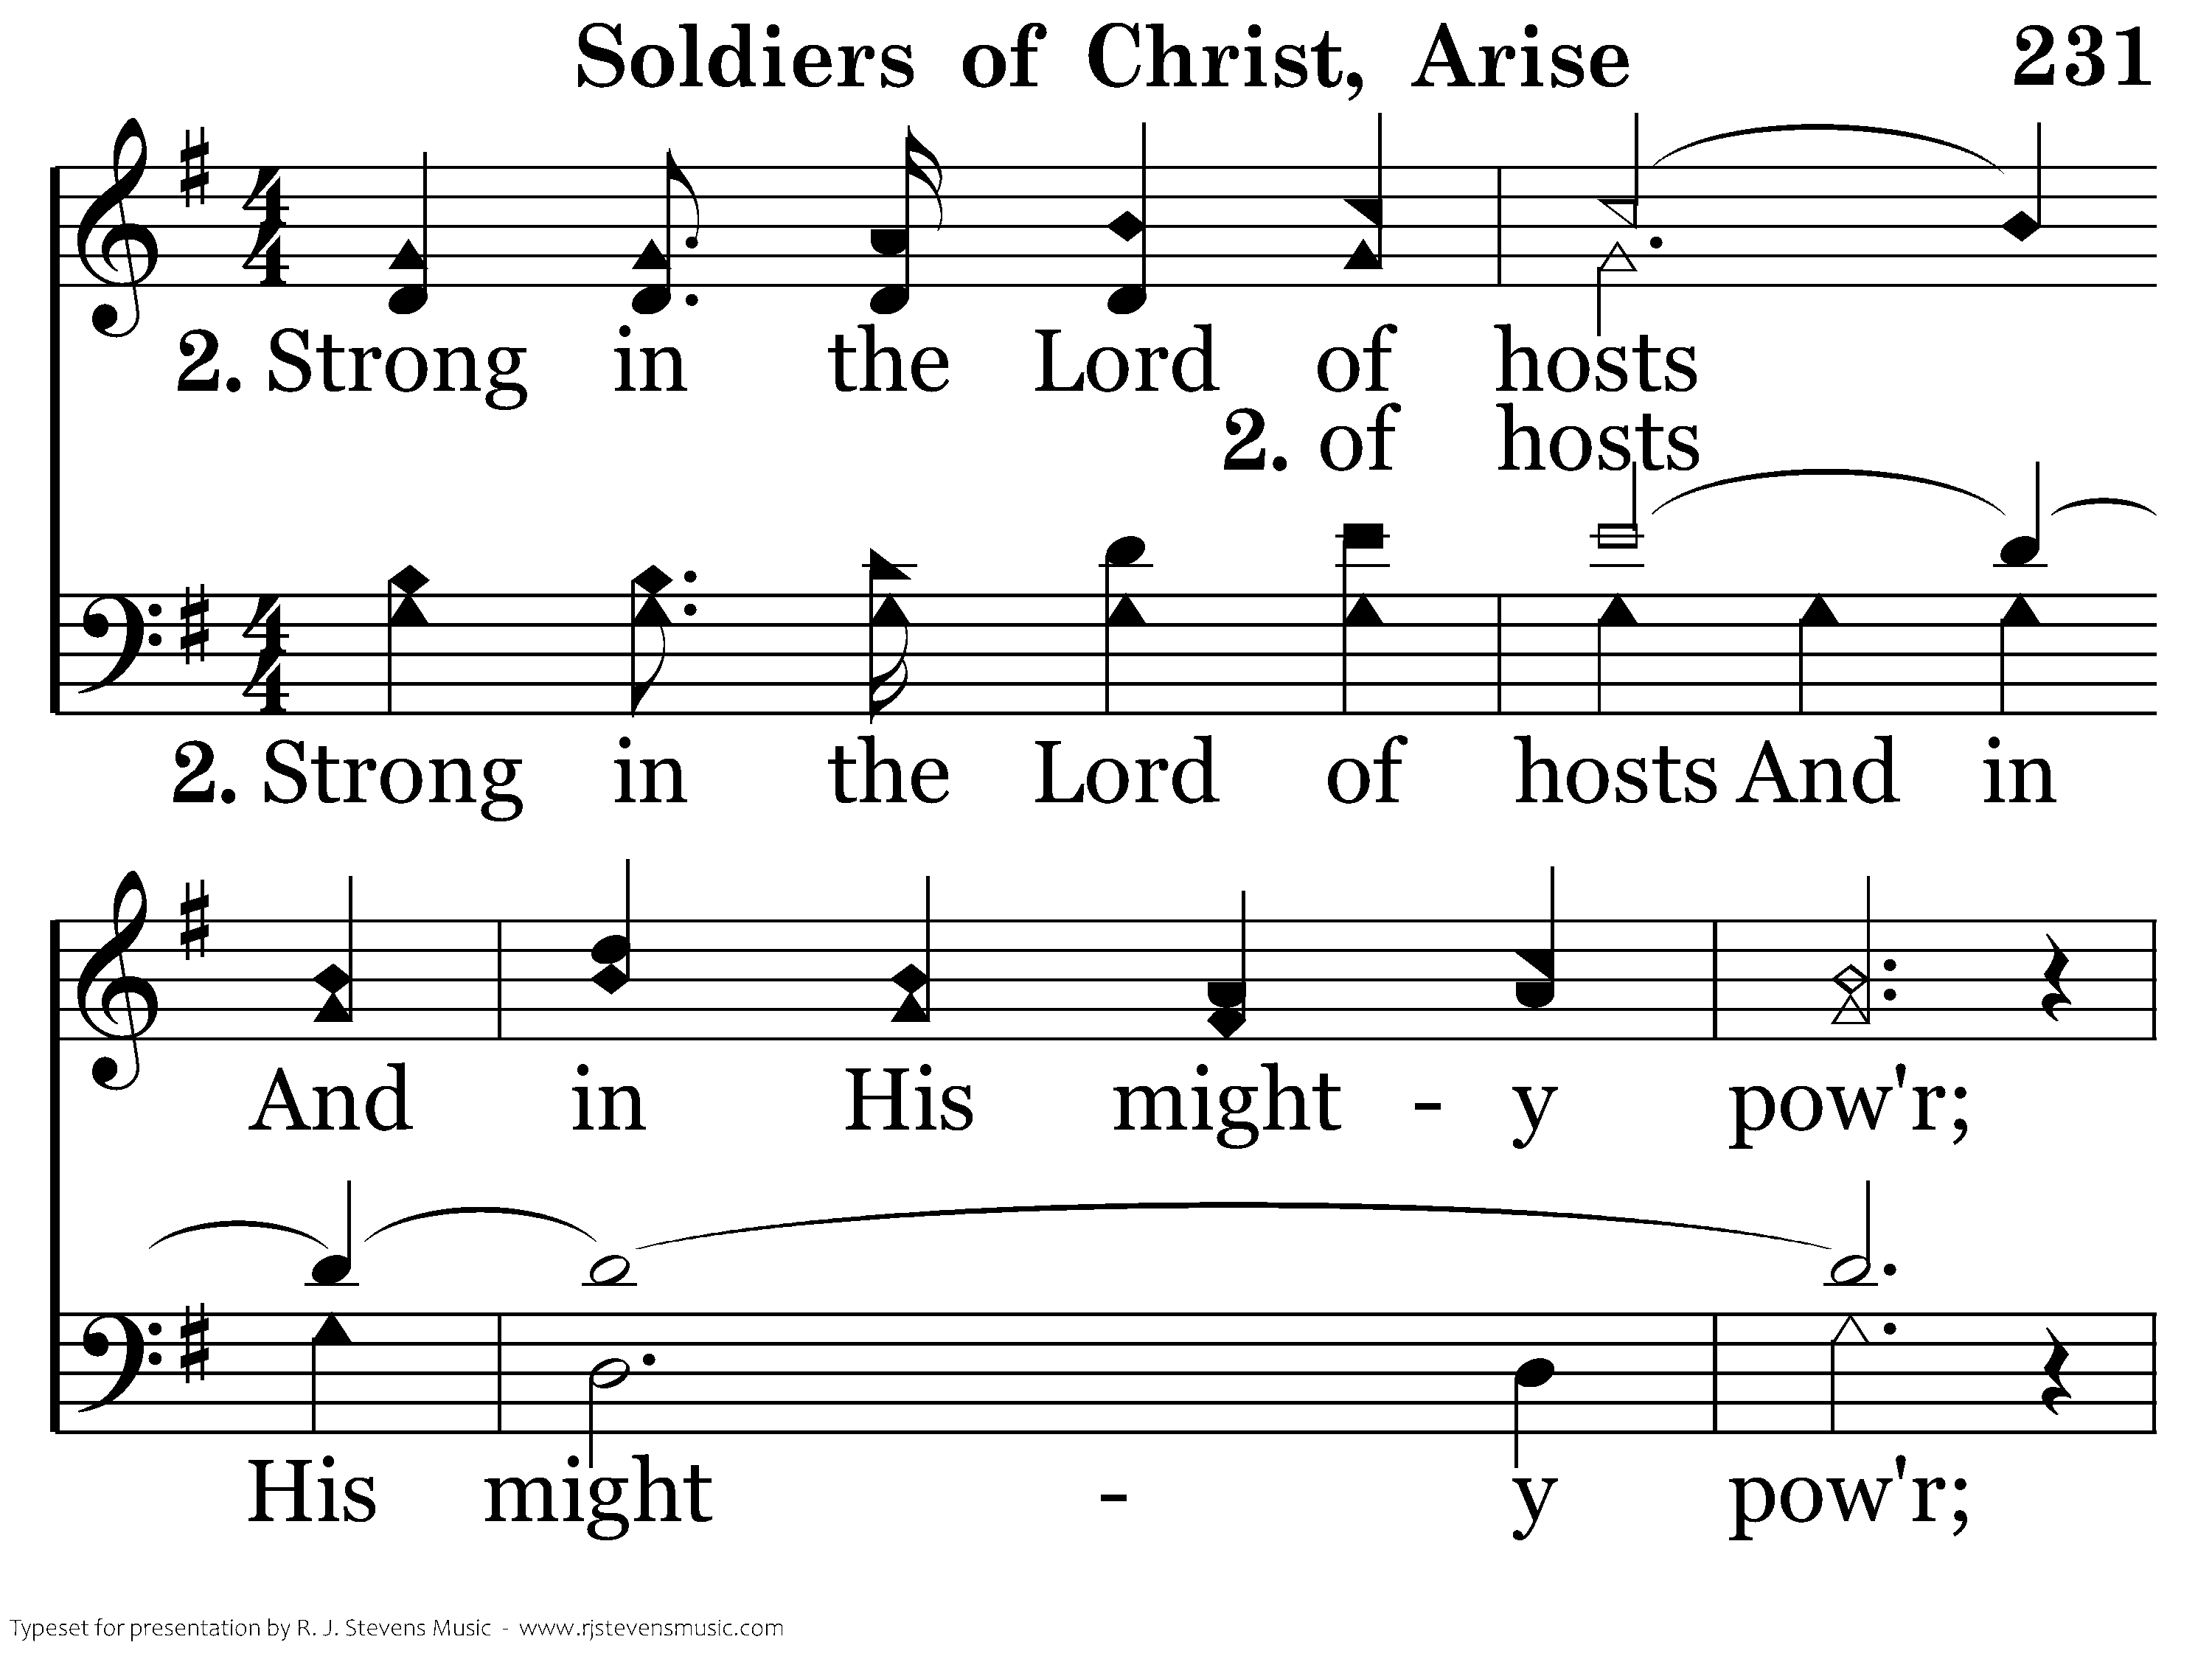 Soldiers of Christ, Arise 231
2. Strong in the Lord of hosts
2. of hosts
2. Strong in the Lord of hosts And in
And in His might - y pow'r;
His might - y pow'r;
Typeset for presentation by R. J. Stevens Music - www.rjstevensmusic.com